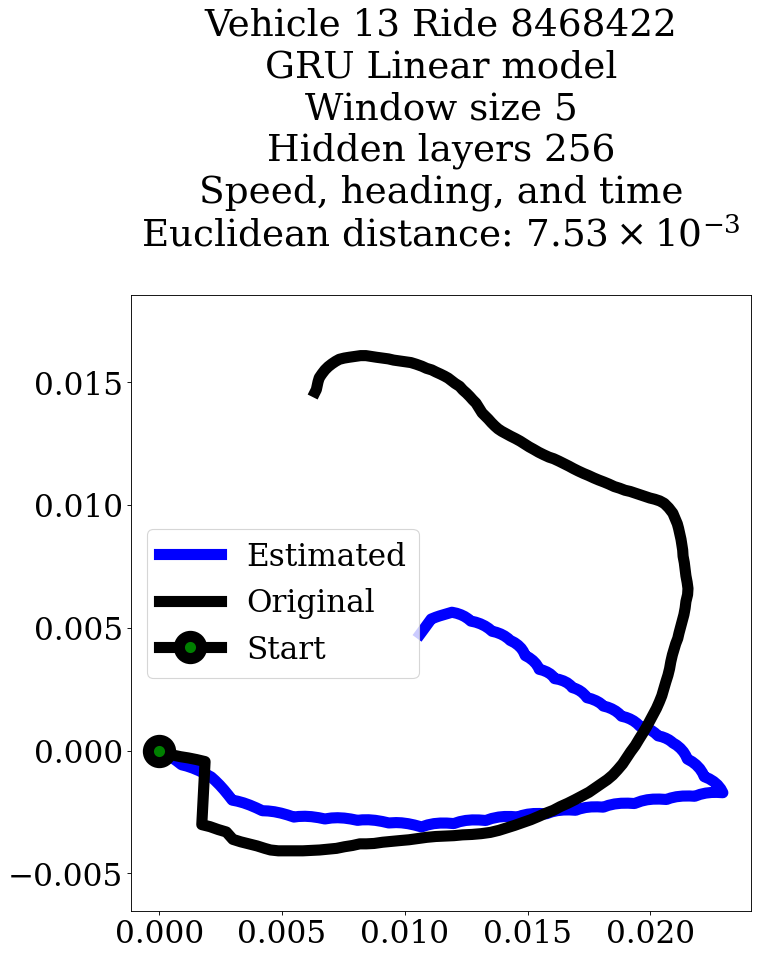 Vehicle 13 Ride 8468422
GRU Linear model
Window size 5
Hidden layers 256
Speed, heading, and time
Euclidean distance: 7.53 × 10⁻³
0.015
0.010
0.005
0.000
−0.005
Estimated
Original
Start
0.000 0.005 0.010 0.015 0.020